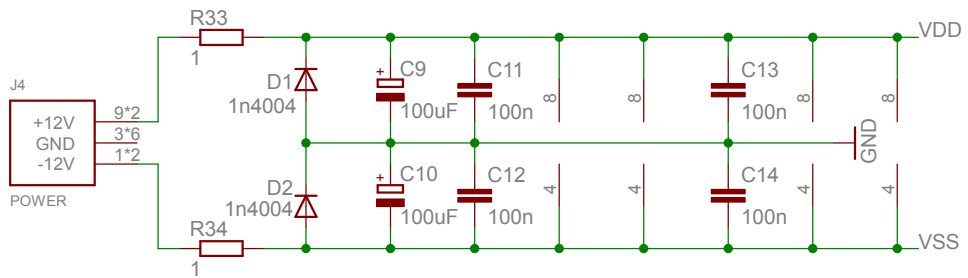 R33
1
VDD
J4
+12V
GND
-12V
9*2
3*6
1*2
POWER
D1
1n4004
C9
100uF
C11
100n
8
8
C13
100n
8
8
GND
D2
1n4004
C10
100uF
C12
100n
4
4
C14
100n
4
4
R34
1
VSS
+
+